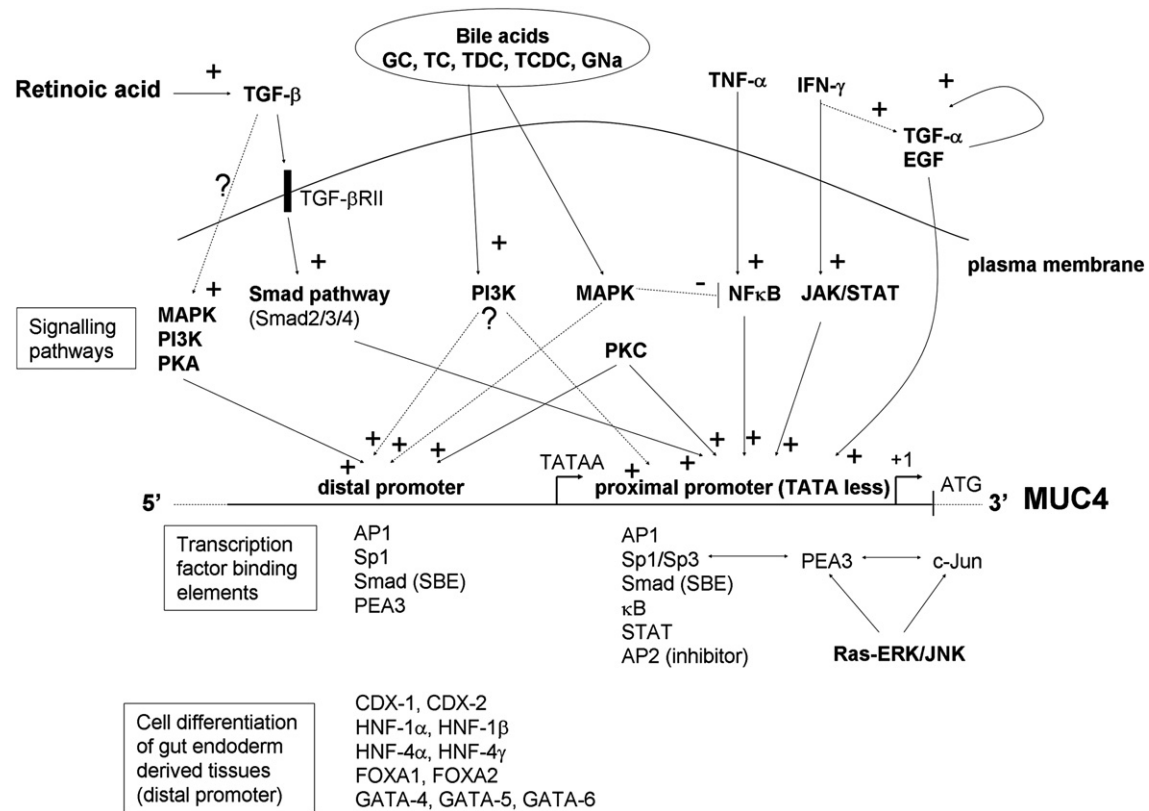 Bile acids
GC, TC, TDC, TCDC, GNa
Retinoic acid
+
TGF-β
TNF-α
IFN-γ
+
+
TGF-α
EGF
?
TGF-βRII
plasma membrane
Signalling
pathways
+
MAPK
PI3K
PKA
+
Smad pathway
(Smad2/3/4)
+
PI3K
?
MAPK
-
+
NFκB
+
JAK/STAT
PKC
+
+
+
+
+
+
+
+
+
+
5’
distal promoter
TATAA
proximal promoter (TATA less)
+1
ATG
3’
MUC4
Transcription
factor binding
elements
AP1
Sp1
Smad (SBE)
PEA3
AP1
Sp1/Sp3
Smad (SBE)
κB
STAT
AP2 (inhibitor)
PEA3
c-Jun
Ras-ERK/JNK
Cell differentiation
of gut endoderm
derived tissues
(distal promoter)
CDX-1, CDX-2
HNF-1α, HNF-1β
HNF-4α, HNF-4γ
FOXA1, FOXA2
GATA-4, GATA-5, GATA-6